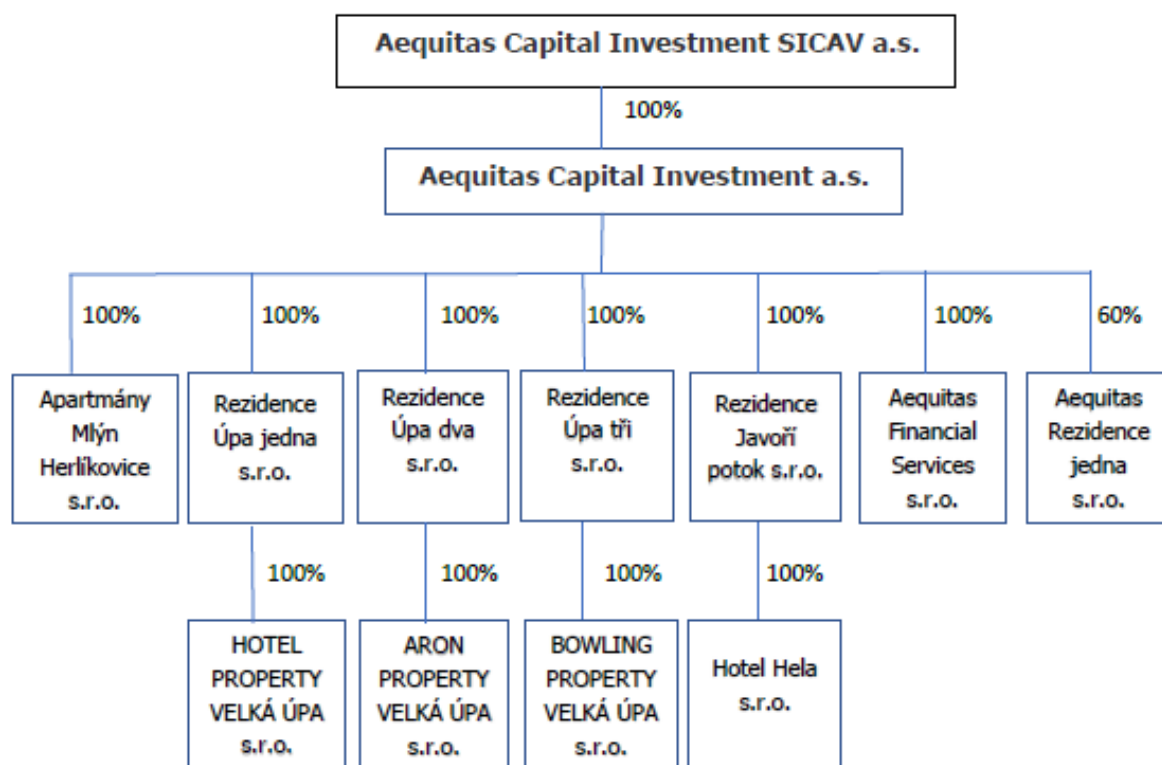 Aequitas Capital Investment SICAV a.s.
100%
Aequitas Capital Investment a.s.
100%
100%
100%
100%
100%
100%
60%
Apartmány
Mlýn
Herlíkovice
s.r.o.
Rezidence
Úpa jedna
s.r.o.
Rezidence
Úpa dva
s.r.o.
Rezidence
Úpa tři
s.r.o.
Rezidence
Javoří
potok s.r.o.
Aequitas
Financial
Services
s.r.o.
Aequitas
Rezidence
jedna
s.r.o.
100%
100%
100%
100%
HOTEL
PROPERTY
VELKÁ ÚPA
s.r.o.
ARON
PROPERTY
VELKÁ ÚPA
s.r.o.
BOWLING
PROPERTY
VELKÁ ÚPA
s.r.o.
Hotel Hela
s.r.o.